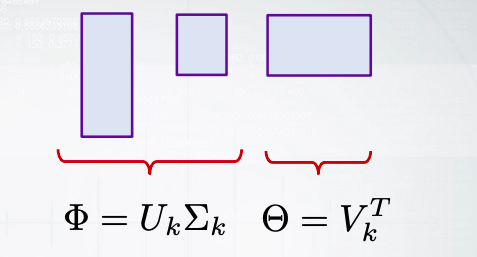 Φ = U_kΣ_k Θ = V_k^T